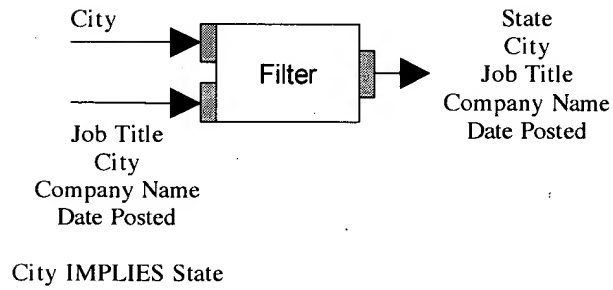 City
Filter
State
City
Job Title
Company Name
Date Posted
Job Title
City
Company Name
Date Posted
City IMPLIES State